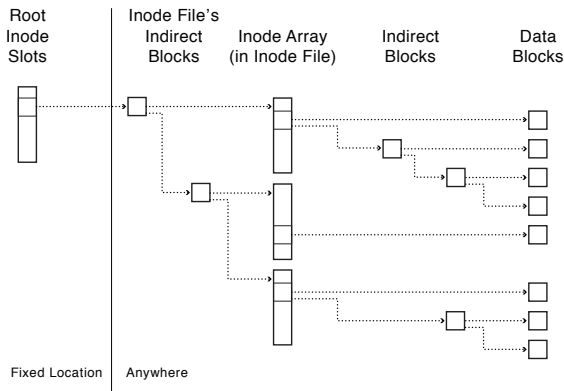 Root
Inode
Slots
Inode File's
Indirect
Blocks
Inode Array
(in Inode File)
Indirect
Blocks
Data
Blocks
Fixed Location
Anywhere